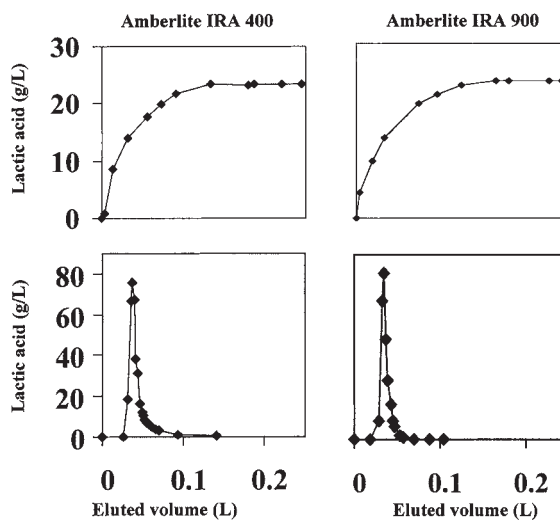 Amberlite IRA 400
Amberlite IRA 900
Lactic acid (g/L)
30
20
10
0
Lactic acid (g/L)
80
60
40
20
0
0
0.1
0.2
0
0.1
0.2
Eluted volume (L)
Eluted volume (L)